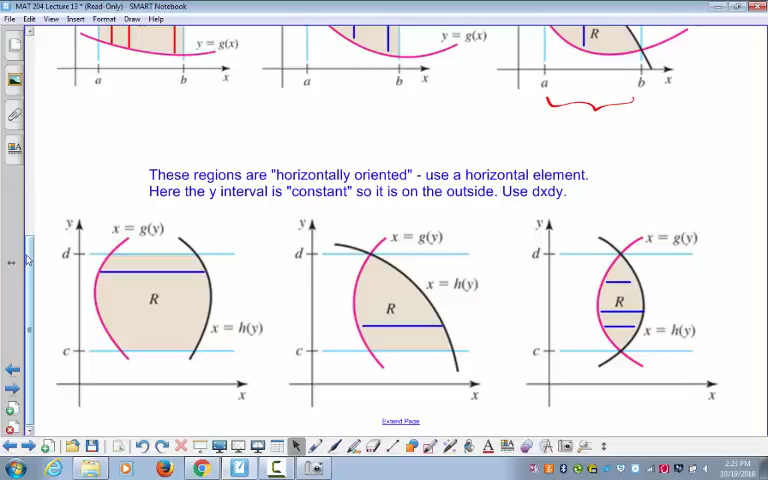 MAT 204 Lecture 13 * (Read-Only) - SMART Notebook
File Edit View Insert Format Tools Draw Help
y = g(x) y = g(x) R
a b x a b x a b x
These regions are "horizontally oriented" - use a horizontal element.
Here the y interval is "constant" so it is on the outside. Use dxdy.
y x = g(y) y x = g(y) y x = g(y)
d d d
x = h(y)
R R R
x = h(y) x = h(y)
c c c
x x x
Extend Page
2:23 PM
10/19/2016